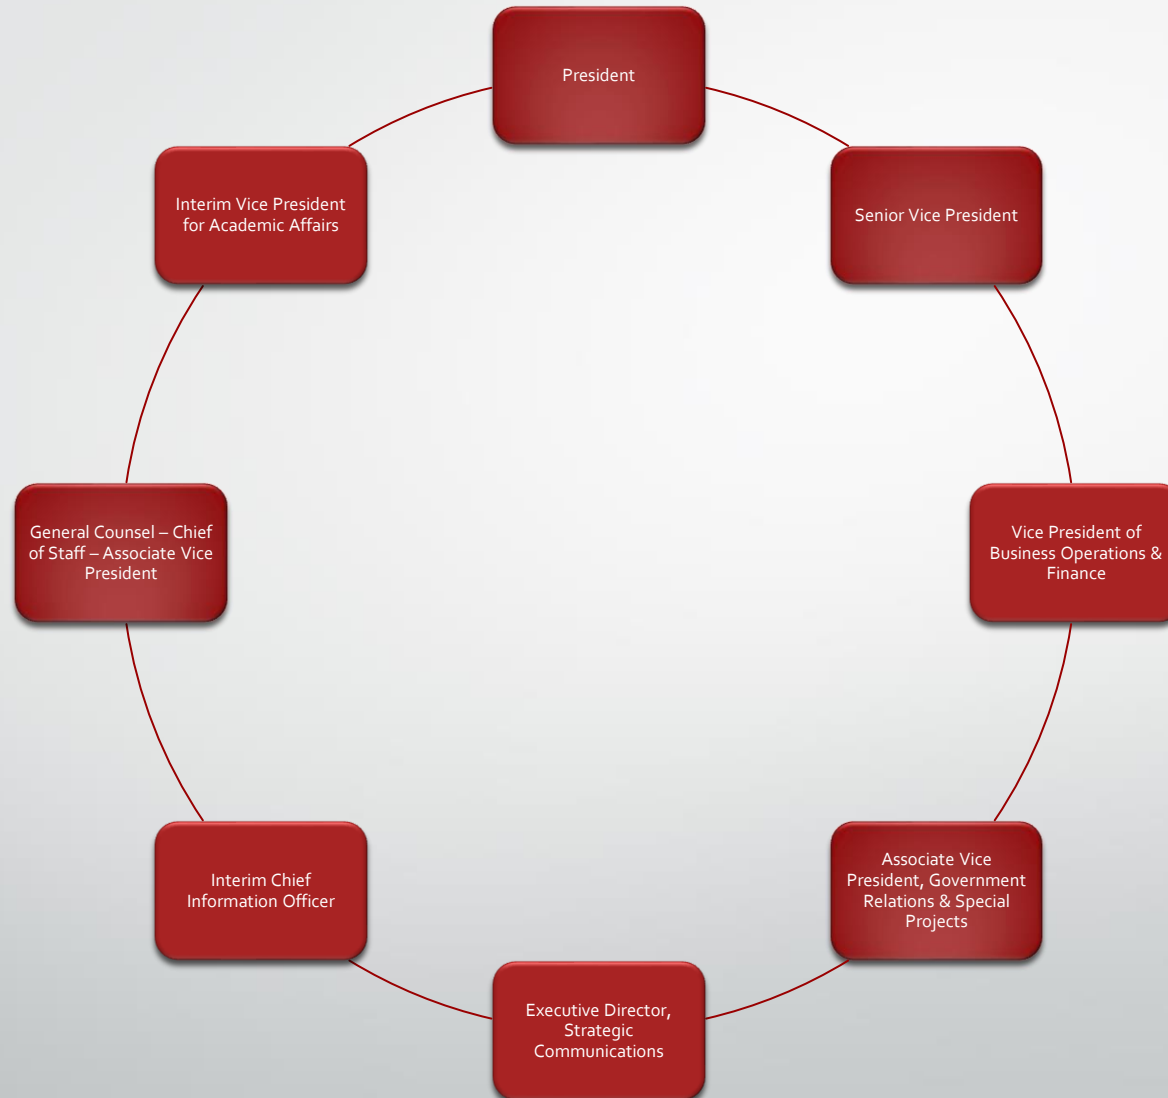 President
Senior Vice President
Vice President of
Business Operations &
Finance
Associate Vice
President, Government
Relations & Special
Projects
Executive Director,
Strategic
Communications
Interim Chief
Information Officer
General Counsel – Chief
of Staff – Associate Vice
President
Interim Vice President
for Academic Affairs